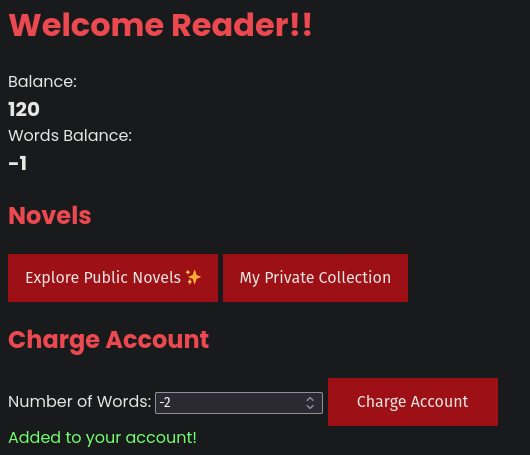 Welcome Reader!!
Balance:
120
Words Balance:
-1
Novels
Explore Public Novels ✨ My Private Collection
Charge Account
Number of Words: -2 Charge Account
Added to your account!